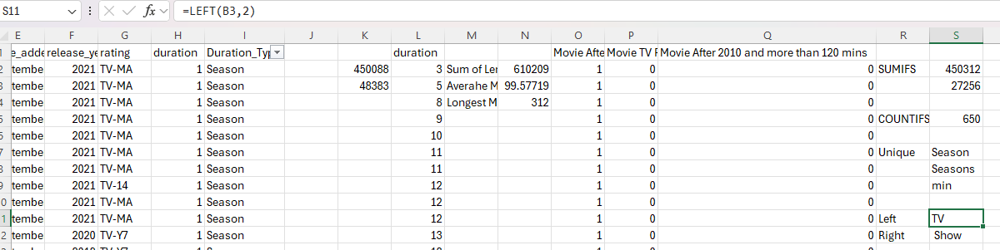 S11 fx =LEFT(B3,2)
E F G H I J K L M N O P Q R S
1 e_adde release_ye rating duration Duration_Typ duration Movie Afte Movie TV F Movie After 2010 and more than 120 mins
2 tembe 2021 TV-MA 1 Season 450088 3 Sum of Ler 610209 1 0 0 SUMIFS 450312
3 tembe 2021 TV-MA 1 Season 48383 5 Averahe M 99.57719 1 0 0 27256
4 tembe 2021 TV-MA 1 Season 8 Longest M 312 1 0 0
5 tembe 2021 TV-MA 1 Season 9 1 0 0 COUNTIFS 650
6 tembe 2021 TV-MA 1 Season 10 1 0 0
7 tembe 2021 TV-MA 1 Season 11 1 0 0 Unique Season
8 tembe 2021 TV-MA 1 Season 11 1 0 0 Seasons
9 tembe 2021 TV-14 1 Season 12 1 0 0 min
0 tembe 2021 TV-MA 1 Season 12 1 0 0
1 tembe 2021 TV-MA 1 Season 12 1 0 0 Left TV
2 tembe 2020 TV-Y7 1 Season 13 1 0 0 Right Show